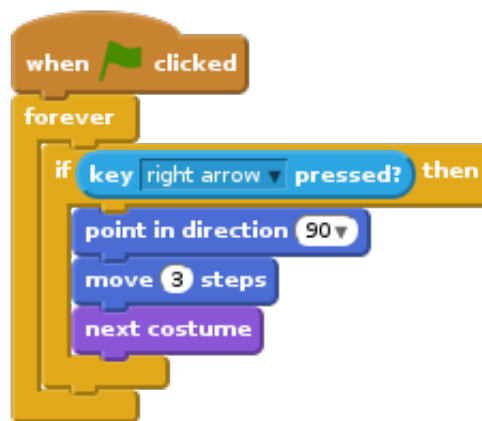 when clicked
forever
if key right arrow pressed? then
point in direction 90
move 3 steps
next costume